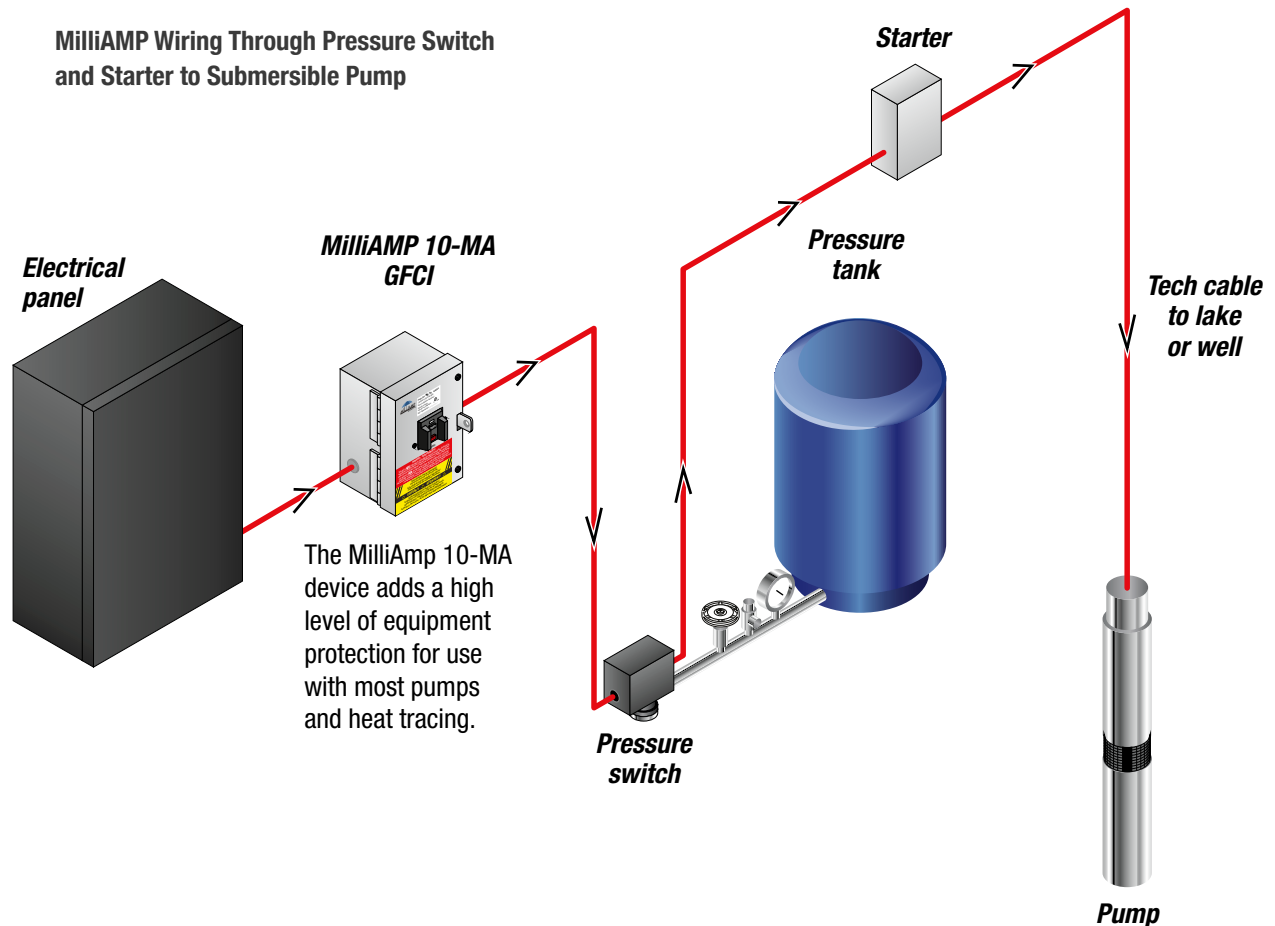 MilliAMP Wiring Through Pressure Switch
and Starter to Submersible Pump
Starter
MilliAMP 10-MA
GFCI
Electrical
panel
Pressure
tank
Tech cable
to lake
or well
The MilliAmp 10-MA
device adds a high
level of equipment
protection for use
with most pumps
and heat tracing.
Pressure
switch
Pump